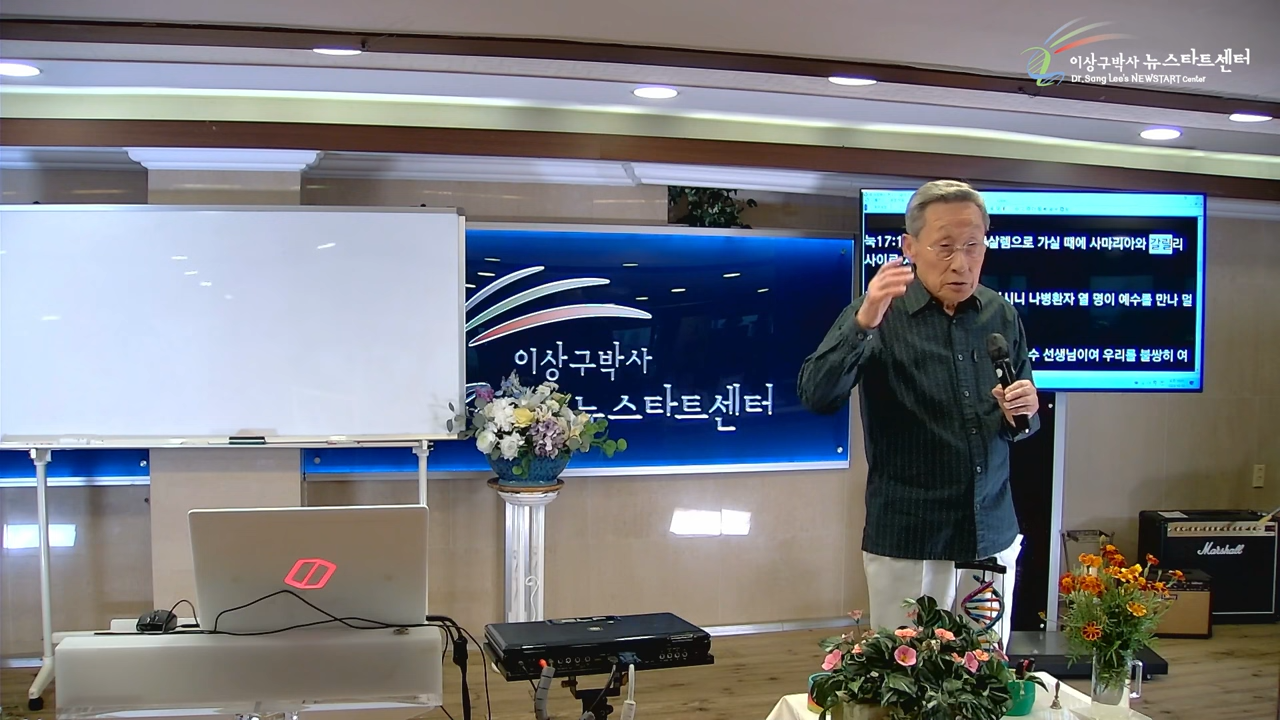 이상구박사 뉴스타트센터
Dr. Sang Lee's NEWSTART Center
눅17:1
살렘으로 가실 때에 사마리아와 갈릴리
사이로
시니 나병환자 열 명이 예수를 만나 멀
수 선생님이여 우리를 불쌍히 여
이상구박사
뉴스타트센터
Marshall